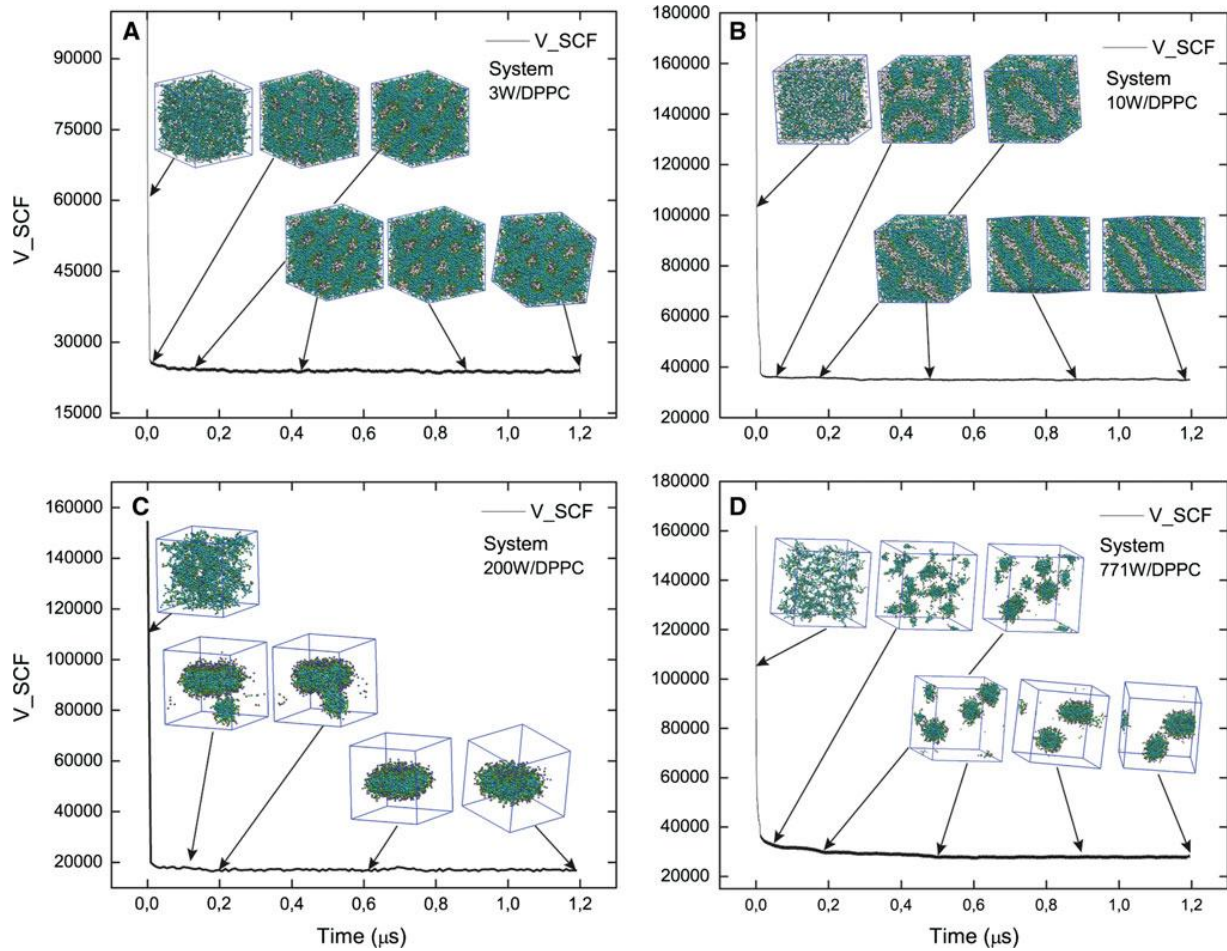 A
V_SCF
System
3W/DPPC
90000
75000
60000
45000
30000
15000
0,0 0,2 0,4 0,6 0,8 1,0 1,2
V_SCF
B
V_SCF
System
10W/DPPC
180000
160000
140000
120000
100000
80000
60000
40000
20000
0,0 0,2 0,4 0,6 0,8 1,0 1,2
C
V_SCF
System
200W/DPPC
160000
140000
120000
100000
80000
60000
40000
20000
0,0 0,2 0,4 0,6 0,8 1,0 1,2
V_SCF
Time (μs)
D
V_SCF
System
771W/DPPC
180000
160000
140000
120000
100000
80000
60000
40000
20000
0,0 0,2 0,4 0,6 0,8 1,0 1,2
Time (μs)